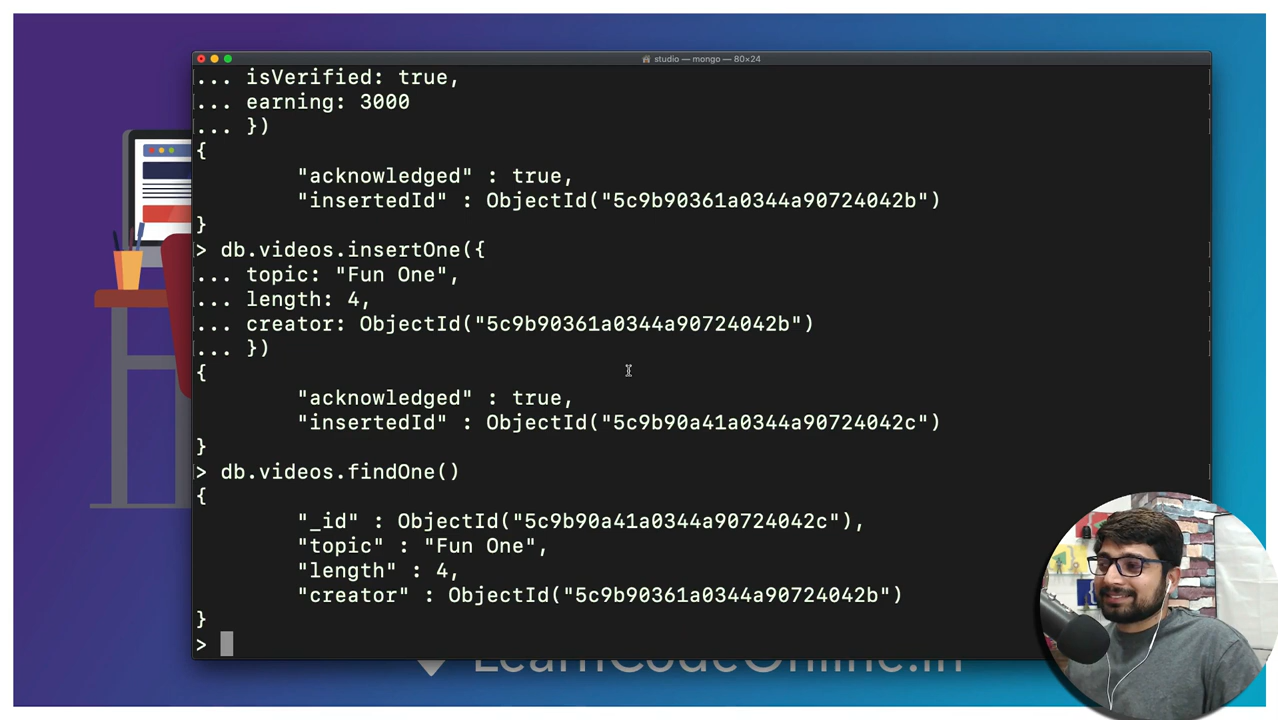 studio — mongo — 80×24
... isVerified: true,
... earning: 3000
... })
{
"acknowledged" : true,
"insertedId" : ObjectId("5c9b90361a0344a90724042b")
}
> db.videos.insertOne({
... topic: "Fun One",
... length: 4,
... creator: ObjectId("5c9b90361a0344a90724042b")
... })
{
"acknowledged" : true,
"insertedId" : ObjectId("5c9b90a41a0344a90724042c")
}
> db.videos.findOne()
{
"_id" : ObjectId("5c9b90a41a0344a90724042c"),
"topic" : "Fun One",
"length" : 4,
"creator" : ObjectId("5c9b90361a0344a90724042b")
}
>
LearnCodeOnline.in